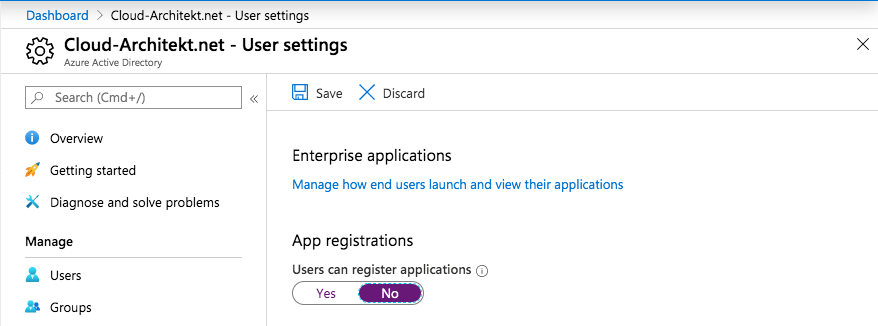 Dashboard > Cloud-Architekt.net - User settings
Cloud-Architekt.net - User settings
Azure Active Directory
Search (Cmd+/)
«
Save
Discard
Overview
Getting started
Diagnose and solve problems
Manage
Users
Groups
Enterprise applications
Manage how end users launch and view their applications
App registrations
Users can register applications
Yes
No